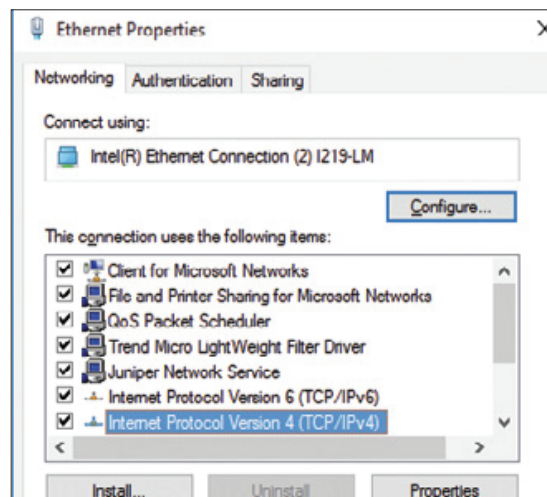 Ethernet Properties
Networking Authentication Sharing
Connect using:
Intel(R) Ethernet Connection (2) I219-LM
Configure...
This connection uses the following items:
Client for Microsoft Networks
File and Printer Sharing for Microsoft Networks
QoS Packet Scheduler
Trend Micro LightWeight Filter Driver
Juniper Network Service
Internet Protocol Version 6 (TCP/IPv6)
Internet Protocol Version 4 (TCP/IPv4)
Install... Uninstall Properties